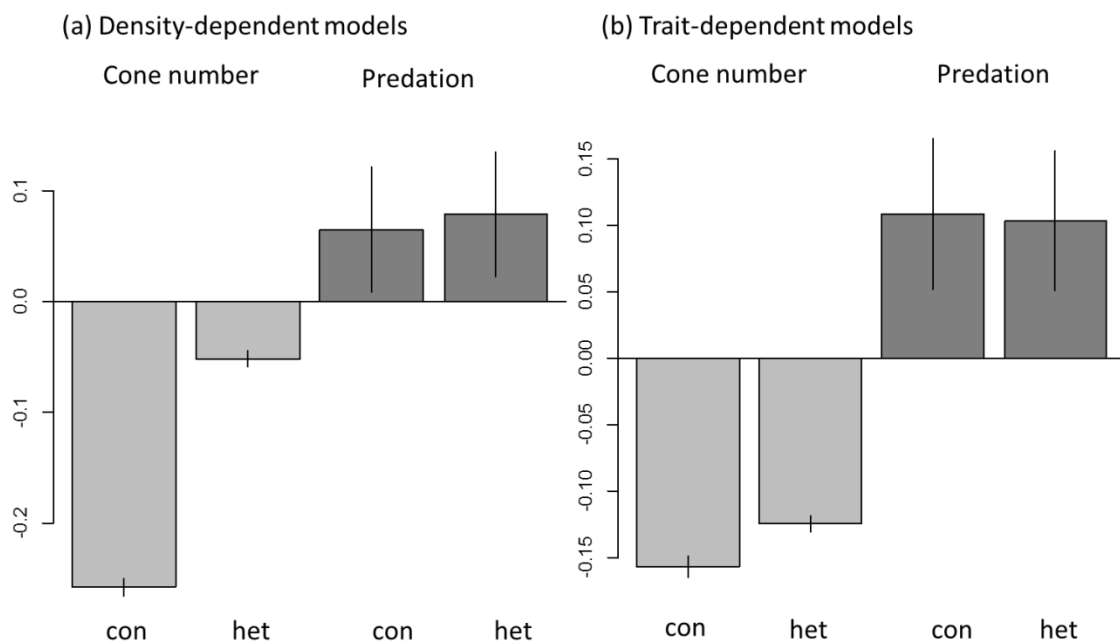 (a) Density-dependent models
Cone number Predation
0.1
0.0
-0.1
-0.2
con het con het
(b) Trait-dependent models
Cone number Predation
0.15
0.10
0.05
0.00
-0.05
-0.10
-0.15
con het con het